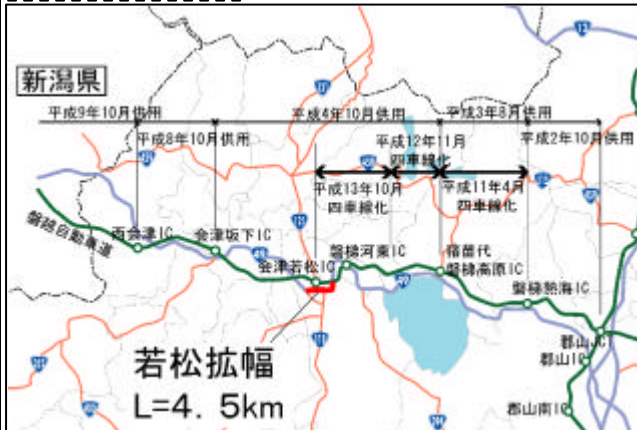 新潟県
平成9年10月供用
平成8年10月供用
平成4年10月供用
平成3年8月供用
平成2年10月供用
平成12年11月
四車線化
平成13年10月
四車線化
平成11年4月
四車線化
磐越自動車道
西会津IC
会津坂下IC
会津若松IC
磐梯河東IC
猪苗代
磐梯高原IC
磐梯熱海IC
郡山JCT
郡山IC
郡山南IC
49
若松拡幅
L=4.5km